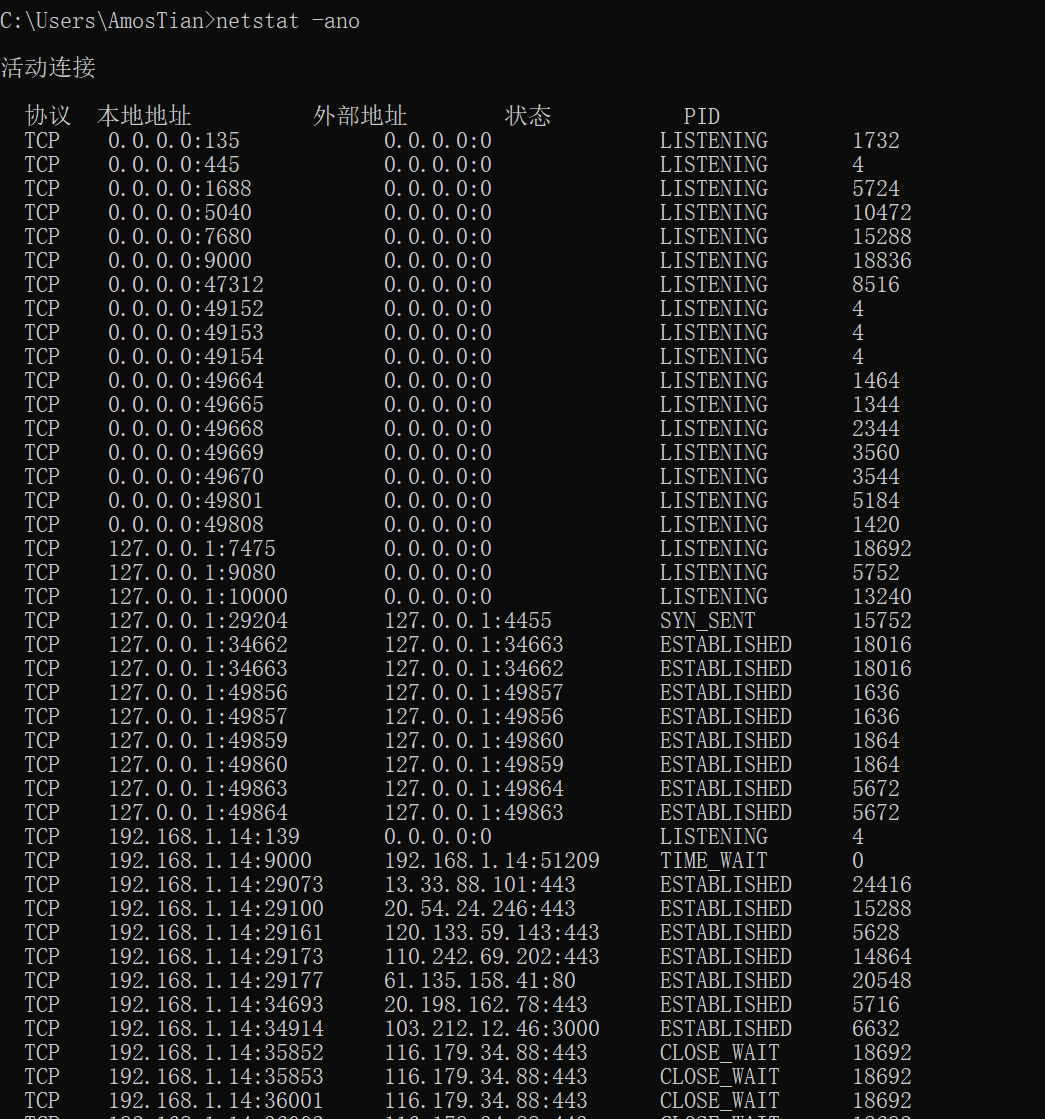 C:\Users\AmosTian>netstat -ano
活动连接
协议 本地地址 外部地址 状态 PID
TCP 0.0.0.0:135 0.0.0.0:0 LISTENING 1732
TCP 0.0.0.0:445 0.0.0.0:0 LISTENING 4
TCP 0.0.0.0:1688 0.0.0.0:0 LISTENING 5724
TCP 0.0.0.0:5040 0.0.0.0:0 LISTENING 10472
TCP 0.0.0.0:7680 0.0.0.0:0 LISTENING 15288
TCP 0.0.0.0:9000 0.0.0.0:0 LISTENING 18836
TCP 0.0.0.0:47312 0.0.0.0:0 LISTENING 8516
TCP 0.0.0.0:49152 0.0.0.0:0 LISTENING 4
TCP 0.0.0.0:49153 0.0.0.0:0 LISTENING 4
TCP 0.0.0.0:49154 0.0.0.0:0 LISTENING 4
TCP 0.0.0.0:49664 0.0.0.0:0 LISTENING 1464
TCP 0.0.0.0:49665 0.0.0.0:0 LISTENING 1344
TCP 0.0.0.0:49668 0.0.0.0:0 LISTENING 2344
TCP 0.0.0.0:49669 0.0.0.0:0 LISTENING 3560
TCP 0.0.0.0:49670 0.0.0.0:0 LISTENING 3544
TCP 0.0.0.0:49801 0.0.0.0:0 LISTENING 5184
TCP 0.0.0.0:49808 0.0.0.0:0 LISTENING 1420
TCP 127.0.0.1:7475 0.0.0.0:0 LISTENING 18692
TCP 127.0.0.1:9080 0.0.0.0:0 LISTENING 5752
TCP 127.0.0.1:10000 0.0.0.0:0 LISTENING 13240
TCP 127.0.0.1:29204 127.0.0.1:4455 SYN_SENT 15752
TCP 127.0.0.1:34662 127.0.0.1:34663 ESTABLISHED 18016
TCP 127.0.0.1:34663 127.0.0.1:34662 ESTABLISHED 18016
TCP 127.0.0.1:49856 127.0.0.1:49857 ESTABLISHED 1636
TCP 127.0.0.1:49857 127.0.0.1:49856 ESTABLISHED 1636
TCP 127.0.0.1:49859 127.0.0.1:49860 ESTABLISHED 1864
TCP 127.0.0.1:49860 127.0.0.1:49859 ESTABLISHED 1864
TCP 127.0.0.1:49863 127.0.0.1:49864 ESTABLISHED 5672
TCP 127.0.0.1:49864 127.0.0.1:49863 ESTABLISHED 5672
TCP 192.168.1.14:139 0.0.0.0:0 LISTENING 4
TCP 192.168.1.14:9000 192.168.1.14:51209 TIME_WAIT 0
TCP 192.168.1.14:29073 13.33.88.101:443 ESTABLISHED 24416
TCP 192.168.1.14:29100 20.54.24.246:443 ESTABLISHED 15288
TCP 192.168.1.14:29161 120.133.59.143:443 ESTABLISHED 5628
TCP 192.168.1.14:29173 110.242.69.202:443 ESTABLISHED 14864
TCP 192.168.1.14:29177 61.135.158.41:80 ESTABLISHED 20548
TCP 192.168.1.14:34693 20.198.162.78:443 ESTABLISHED 5716
TCP 192.168.1.14:34914 103.212.12.46:3000 ESTABLISHED 6632
TCP 192.168.1.14:35852 116.179.34.88:443 CLOSE_WAIT 18692
TCP 192.168.1.14:35853 116.179.34.88:443 CLOSE_WAIT 18692
TCP 192.168.1.14:36001 116.179.34.88:443 CLOSE_WAIT 18692